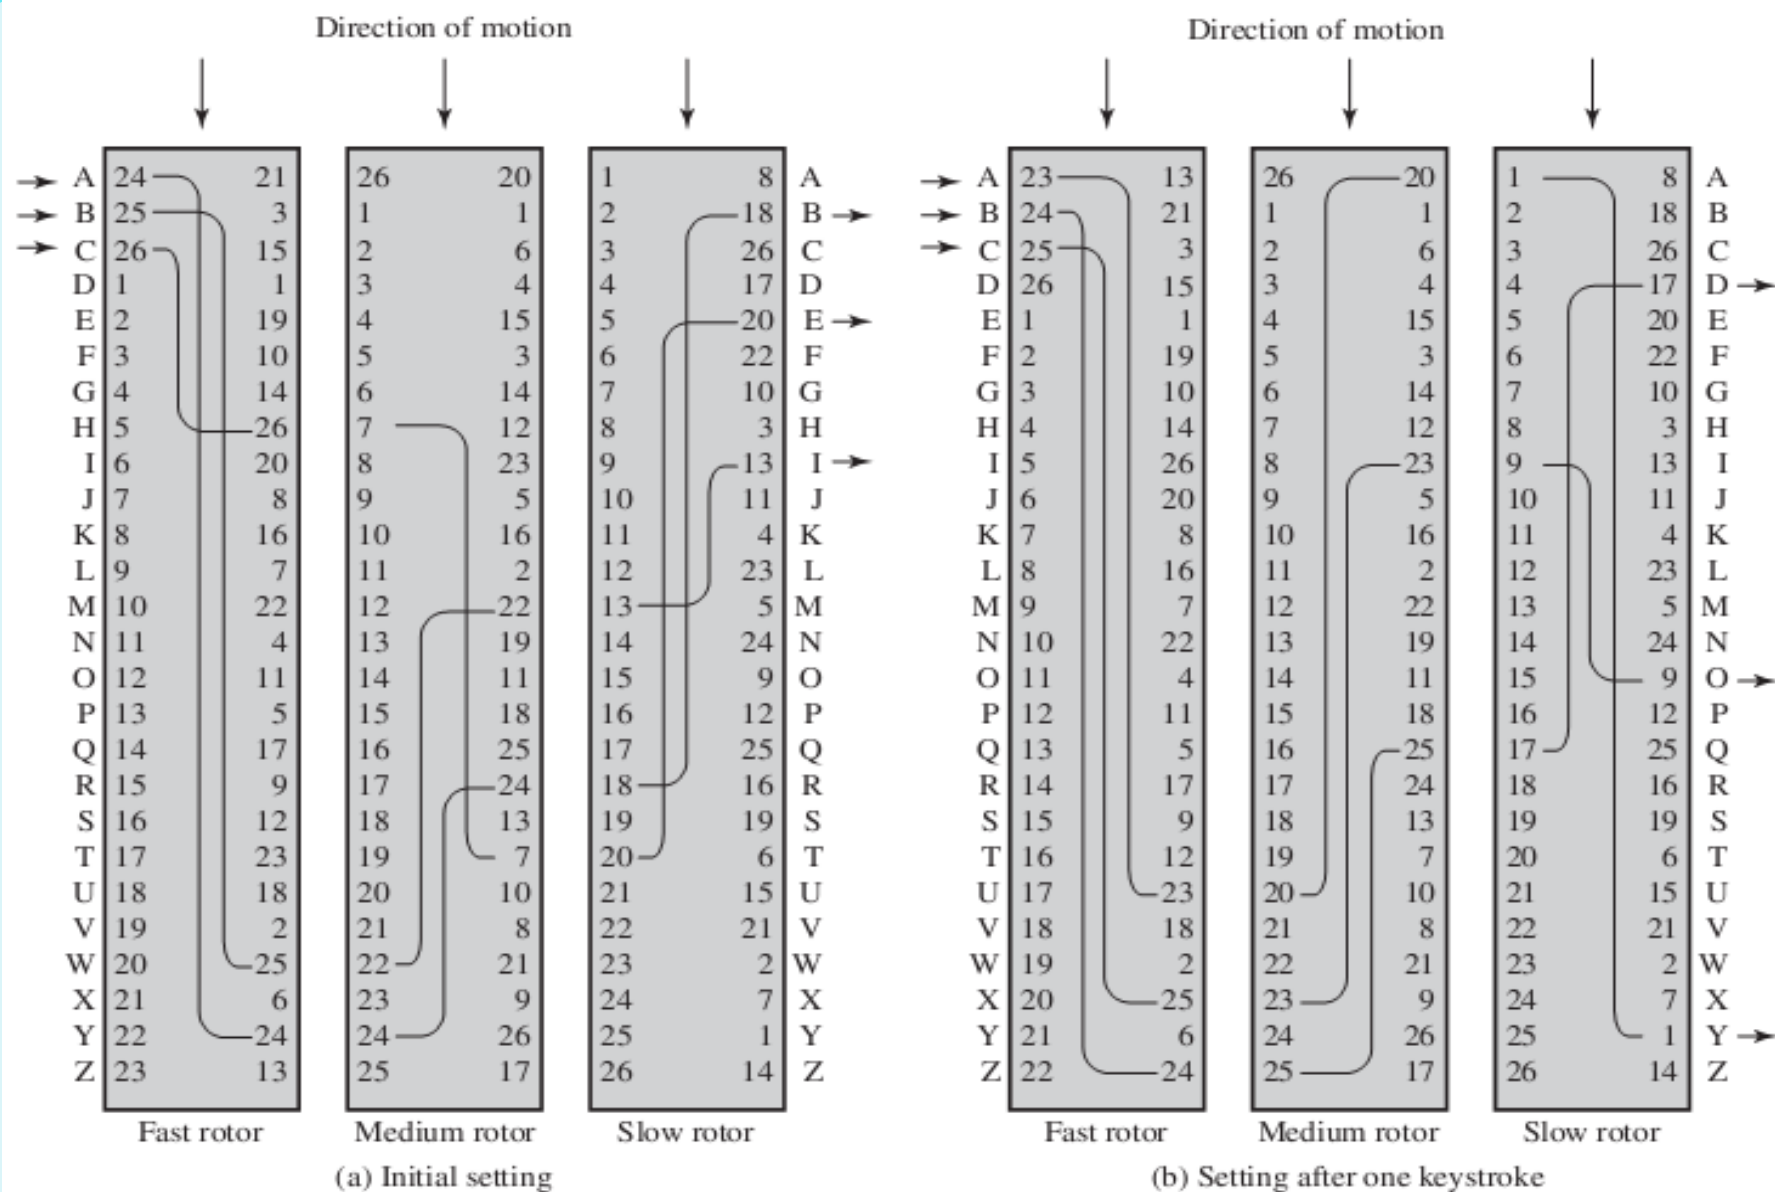 Direction of motion Direction of motion
A 24 21 26 20 1 8 A A 23 13 26 20 1 8 A
B 25 3 1 1 2 18 B B 24 21 1 1 2 18 B
C 26 15 2 6 3 26 C C 25 3 2 6 3 26 C
D 1 1 3 4 4 17 D D 26 15 3 4 4 17 D
E 2 19 4 15 5 20 E E 1 1 4 15 5 20 E
F 3 10 5 3 6 22 F F 2 19 5 3 6 22 F
G 4 14 6 14 7 10 G G 3 10 6 14 7 10 G
H 5 26 7 12 8 3 H H 4 14 7 12 8 3 H
I 6 20 8 23 9 13 I I 5 26 8 23 9 13 I
J 7 8 9 5 10 11 J J 6 20 9 5 10 11 J
K 8 16 10 16 11 4 K K 7 8 10 16 11 4 K
L 9 7 11 2 12 23 L L 8 16 11 2 12 23 L
M 10 22 12 22 13 5 M M 9 7 12 22 13 5 M
N 11 4 13 19 14 24 N N 10 22 13 19 14 24 N
O 12 11 14 11 15 9 O O 11 4 14 11 15 9 O
P 13 5 15 18 16 12 P P 12 11 15 18 16 12 P
Q 14 17 16 25 17 25 Q Q 13 5 16 25 17 25 Q
R 15 9 17 24 18 16 R R 14 17 17 24 18 16 R
S 16 12 18 13 19 19 S S 15 9 18 13 19 19 S
T 17 23 19 7 20 6 T T 16 12 19 7 20 6 T
U 18 18 20 10 21 15 U U 17 23 20 10 21 15 U
V 19 2 21 8 22 21 V V 18 18 21 8 22 21 V
W 20 25 22 21 23 2 W W 19 2 22 21 23 2 W
X 21 6 23 9 24 7 X X 20 25 23 9 24 7 X
Y 22 24 24 26 25 1 Y Y 21 6 24 26 25 1 Y
Z 23 13 25 17 26 14 Z Z 22 24 25 17 26 14 Z
Fast rotor Medium rotor Slow rotor Fast rotor Medium rotor Slow rotor
(a) Initial setting (b) Setting after one keystroke